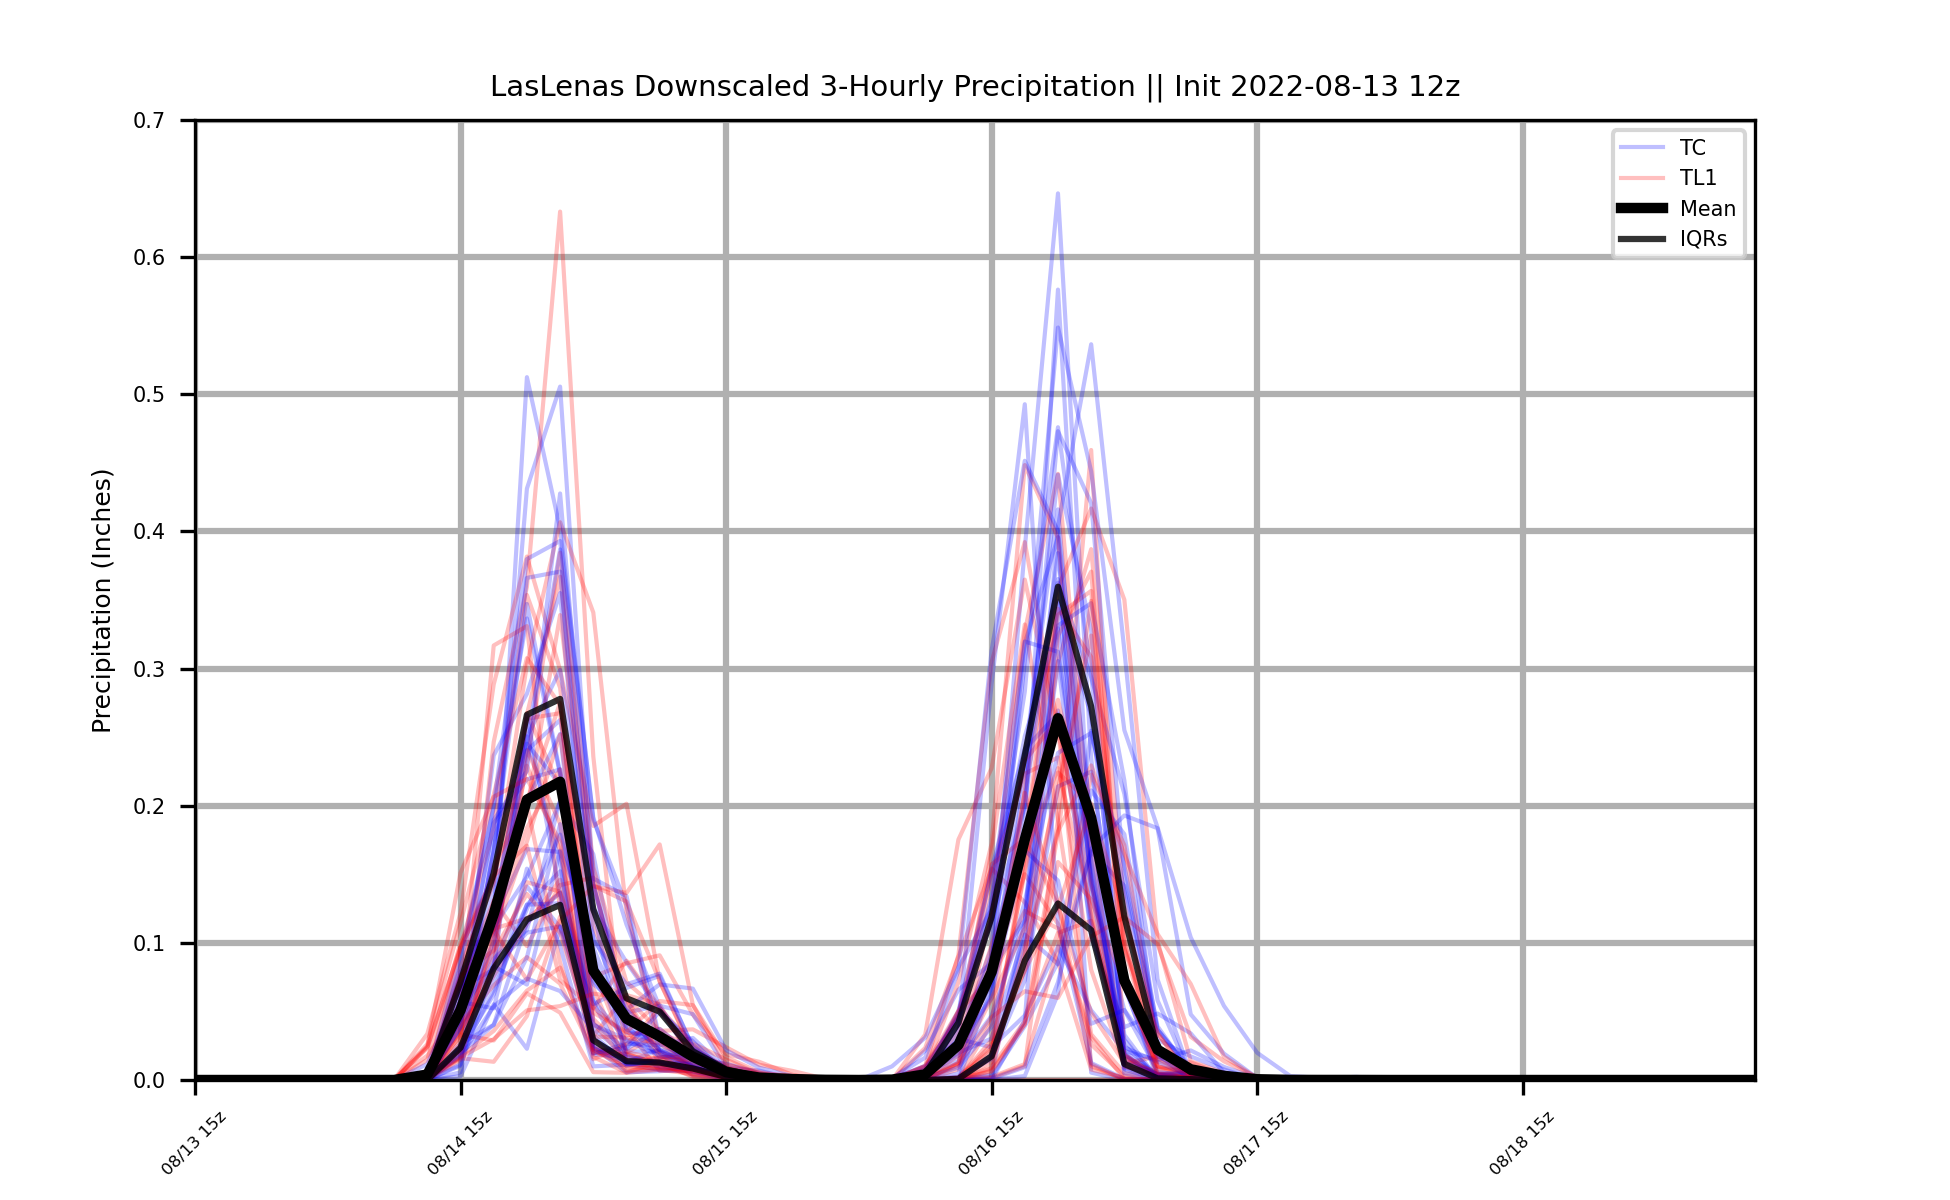 LasLenas Downscaled 3-Hourly Precipitation || Init 2022-08-13 12z
TC
TL1
Mean
IQRs
Precipitation (Inches)
0.7
0.6
0.5
0.4
0.3
0.2
0.1
0.0
08/13 15z
08/14 15z
08/15 15z
08/16 15z
08/17 15z
08/18 15z